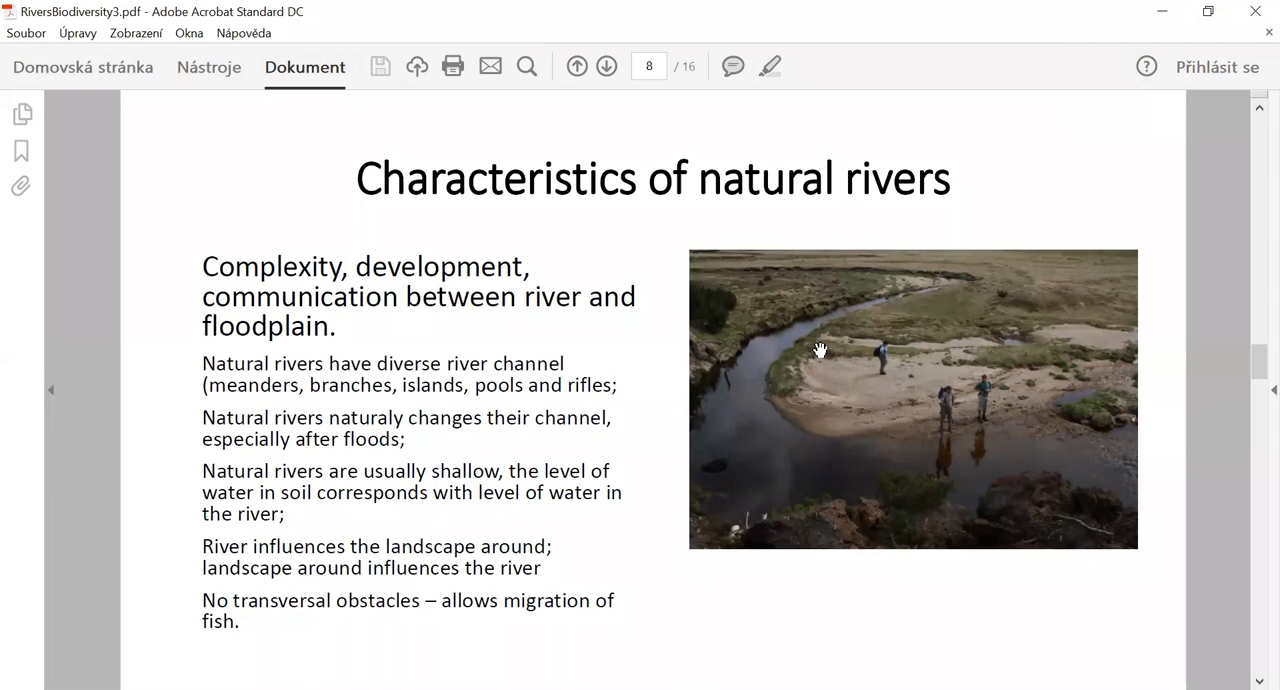 RiversBiodiversity3.pdf - Adobe Acrobat Standard DC
Soubor Úpravy Zobrazení Okna Nápověda
Domovská stránka Nástroje Dokument 8 / 16 Přihlásit se
Characteristics of natural rivers
Complexity, development,
communication between river and
floodplain.
Natural rivers have diverse river channel
(meanders, branches, islands, pools and rifles;
Natural rivers naturaly changes their channel,
especially after floods;
Natural rivers are usually shallow, the level of
water in soil corresponds with level of water in
the river;
River influences the landscape around;
landscape around influences the river
No transversal obstacles – allows migration of
fish.